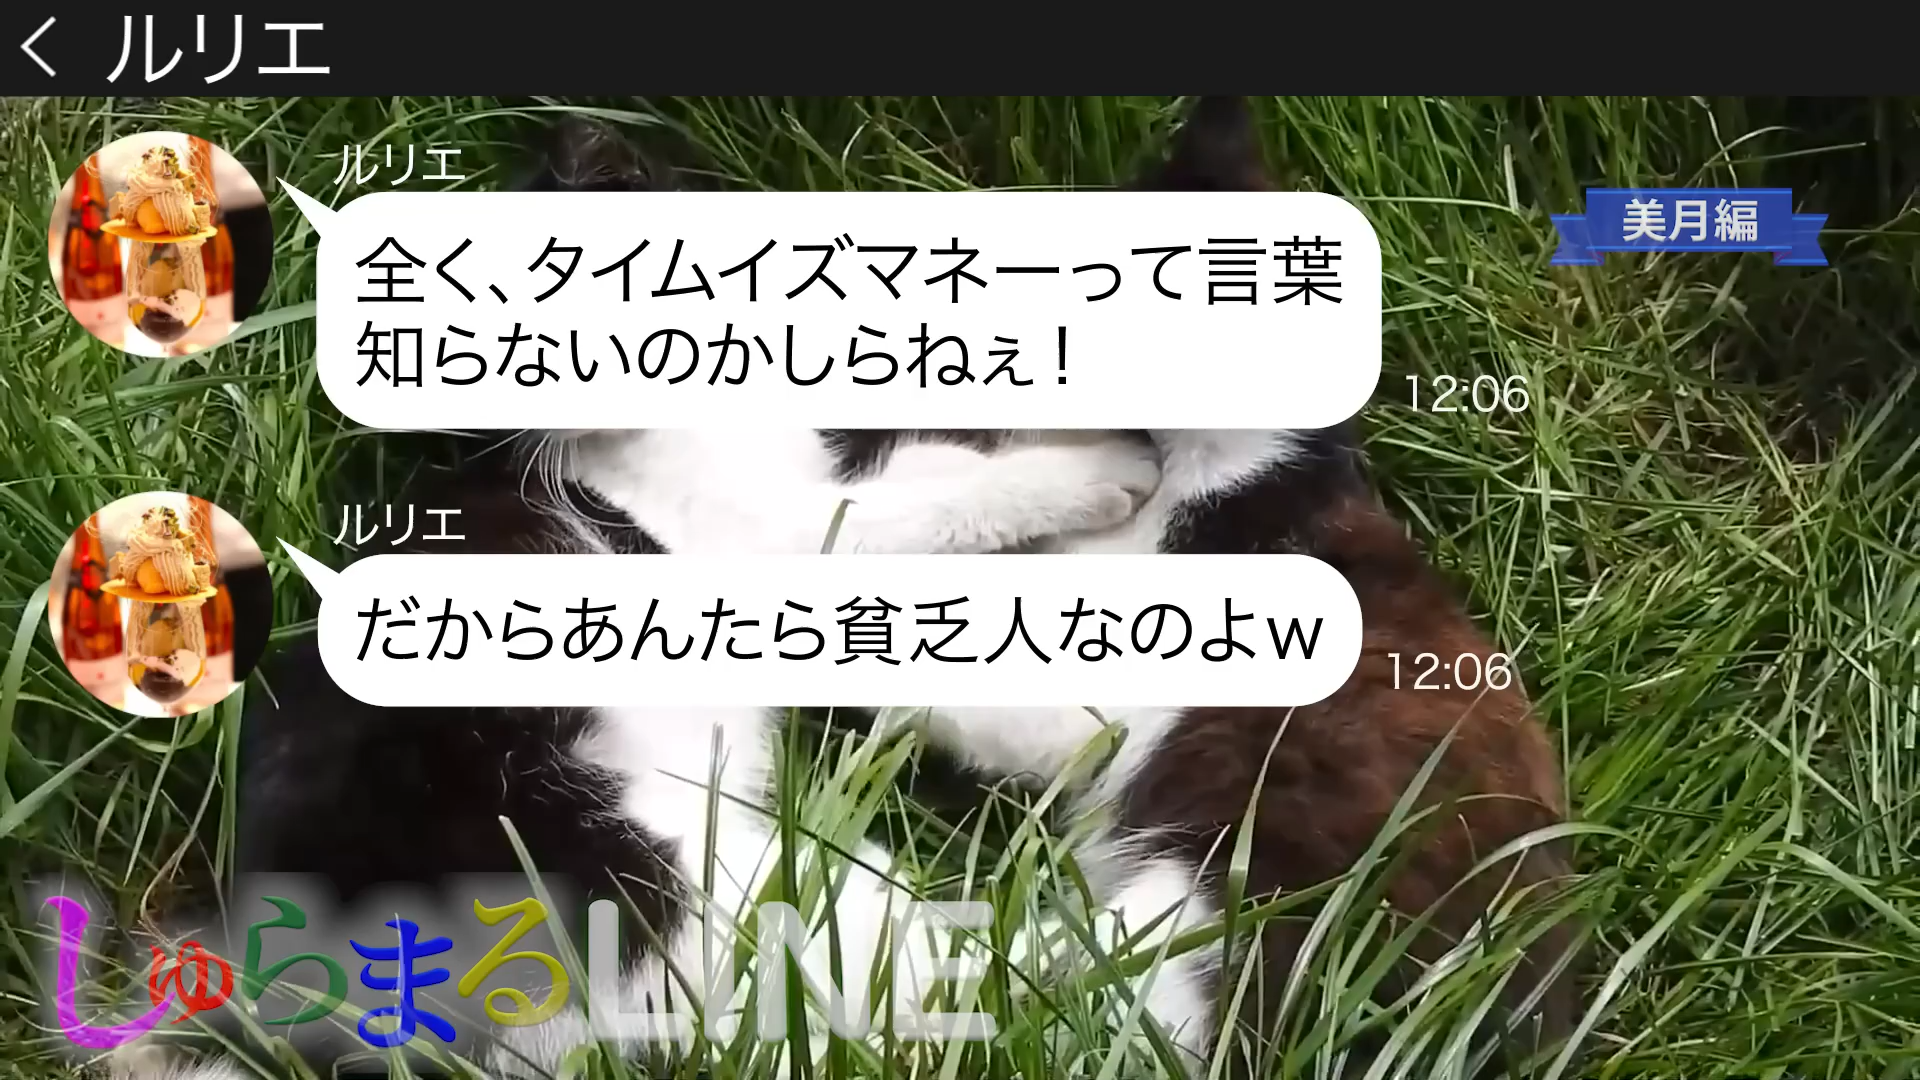 ルリエ
ルリエ
美月編
全く、タイムイズマネーって言葉
知らないのかしらねぇ！
12:06
ルリエ
だからあんたら貧乏人なのよw
12:06
しゅらまるLINE